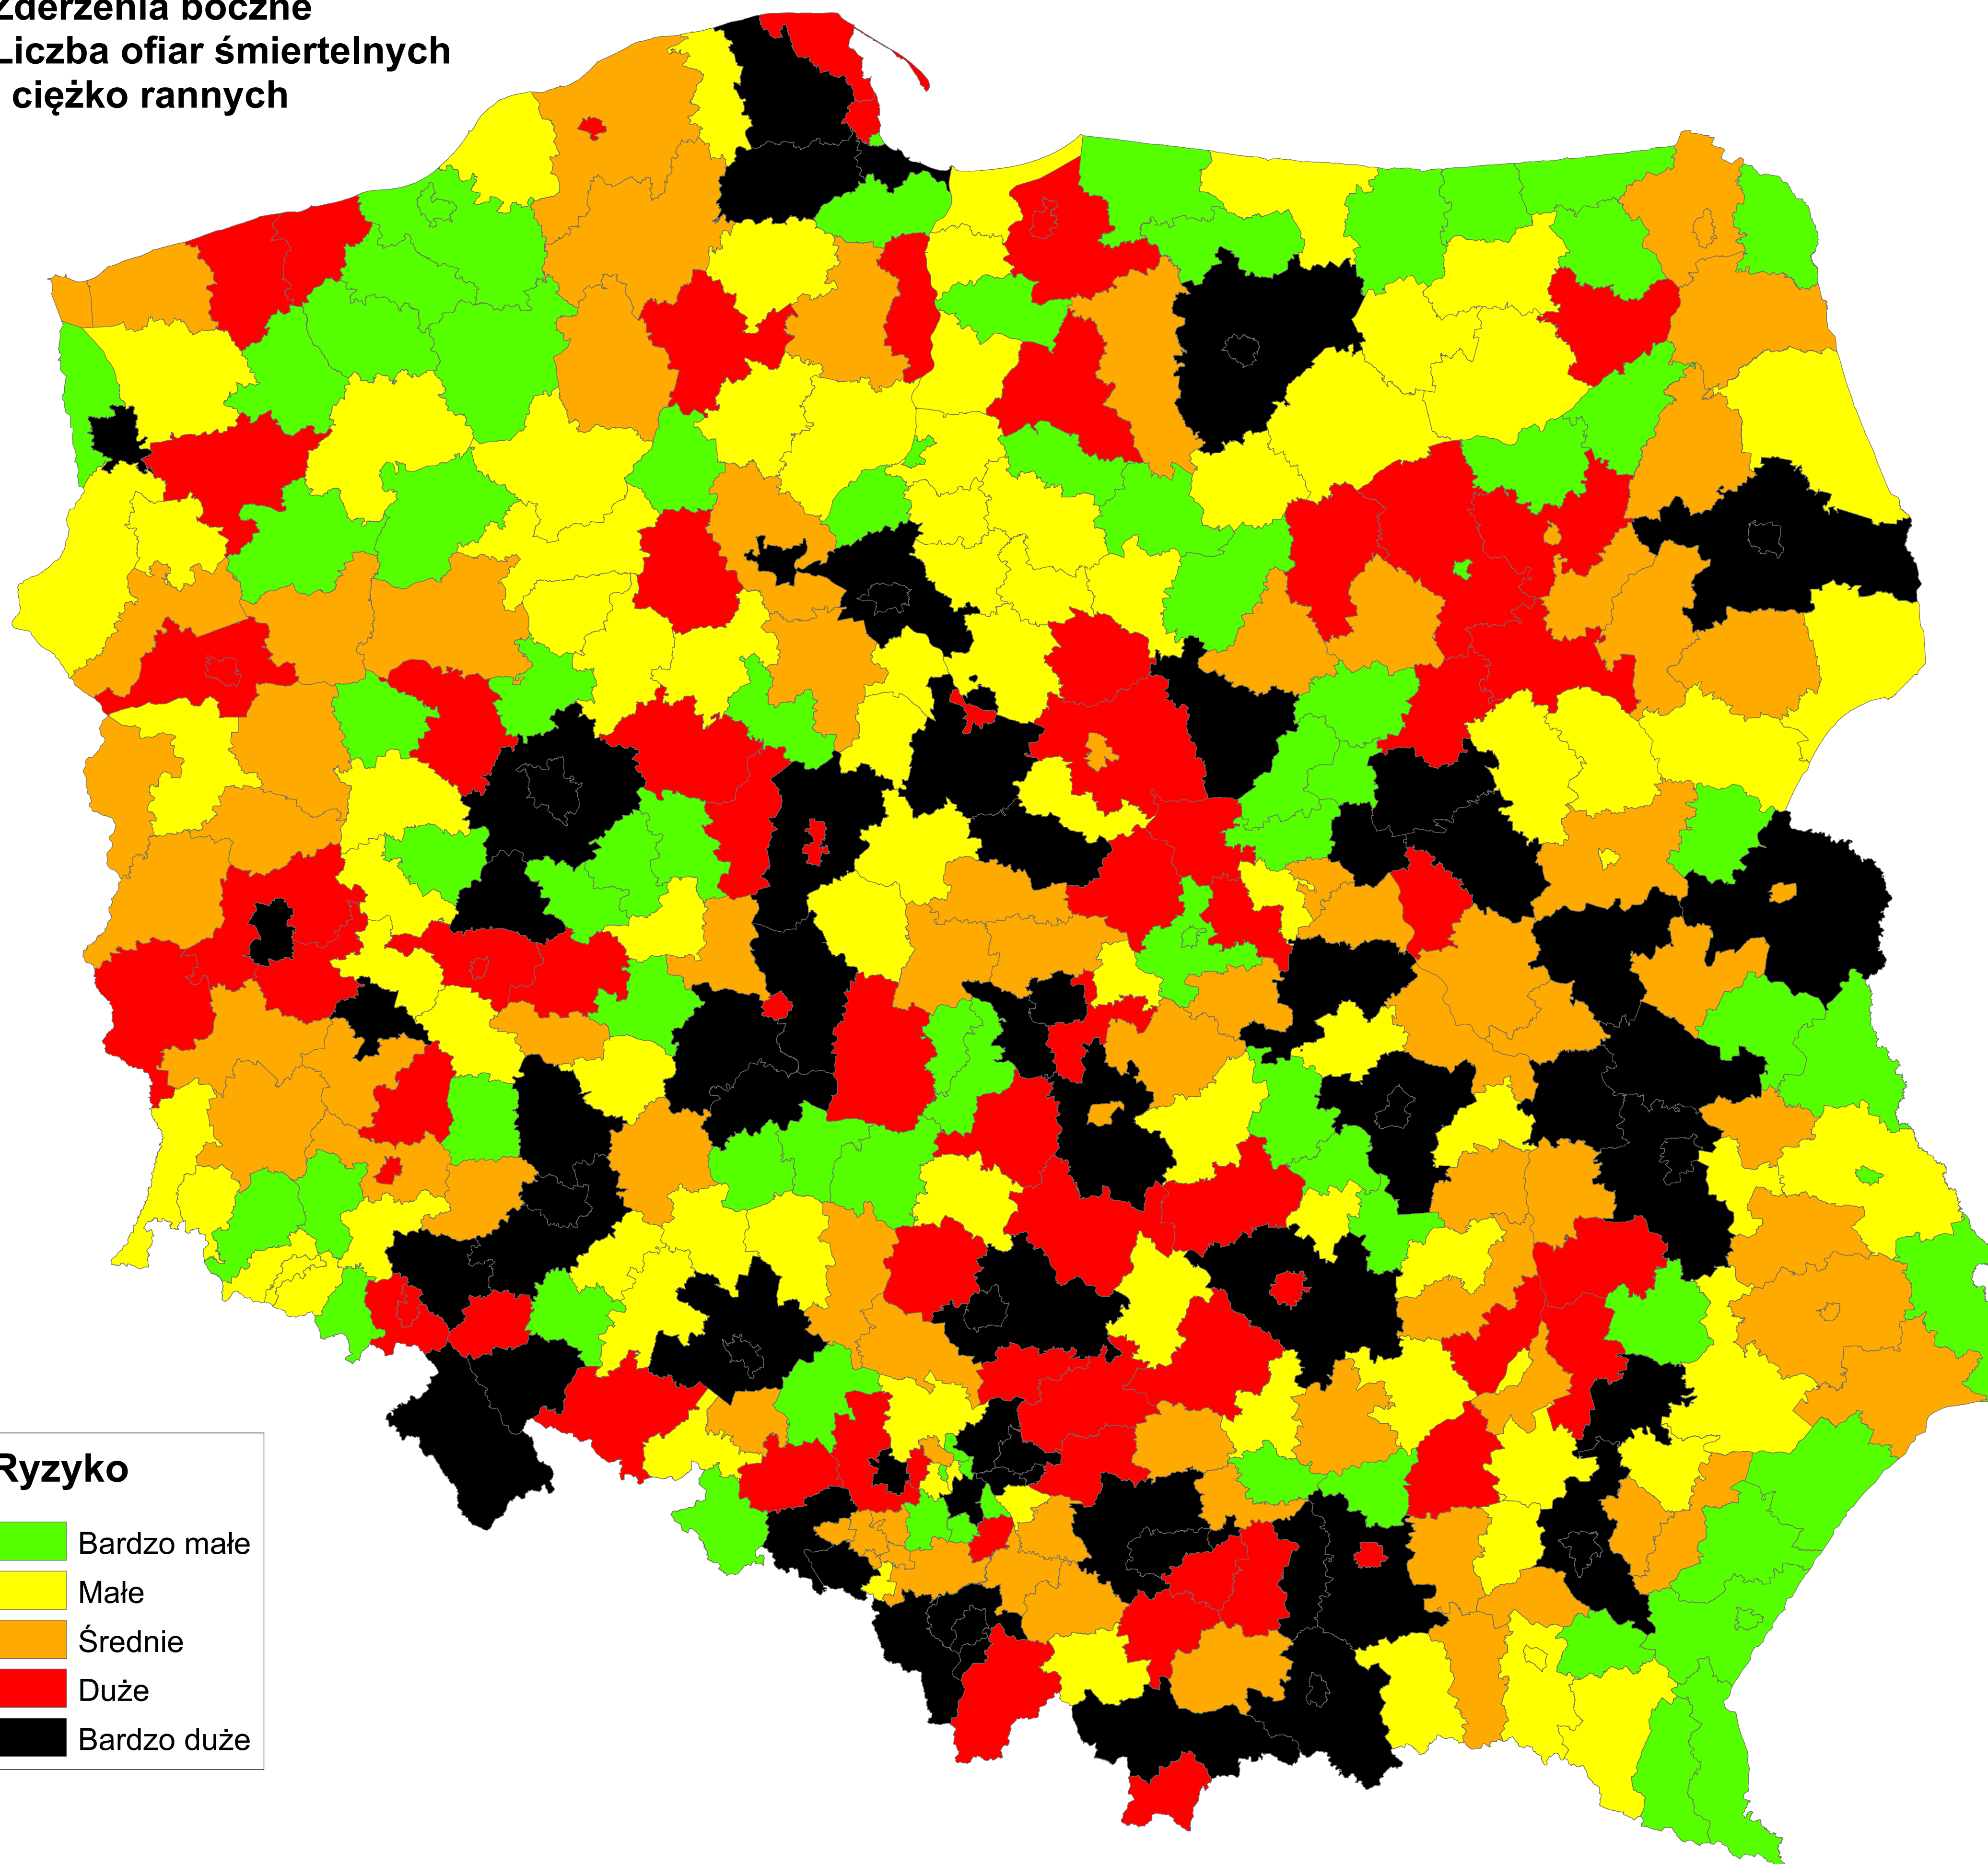 Zderzenia boczne
Liczba ofiar śmiertelnych
ciężko rannych
Ryzyko
Bardzo małe
Małe
Średnie
Duże
Bardzo duże